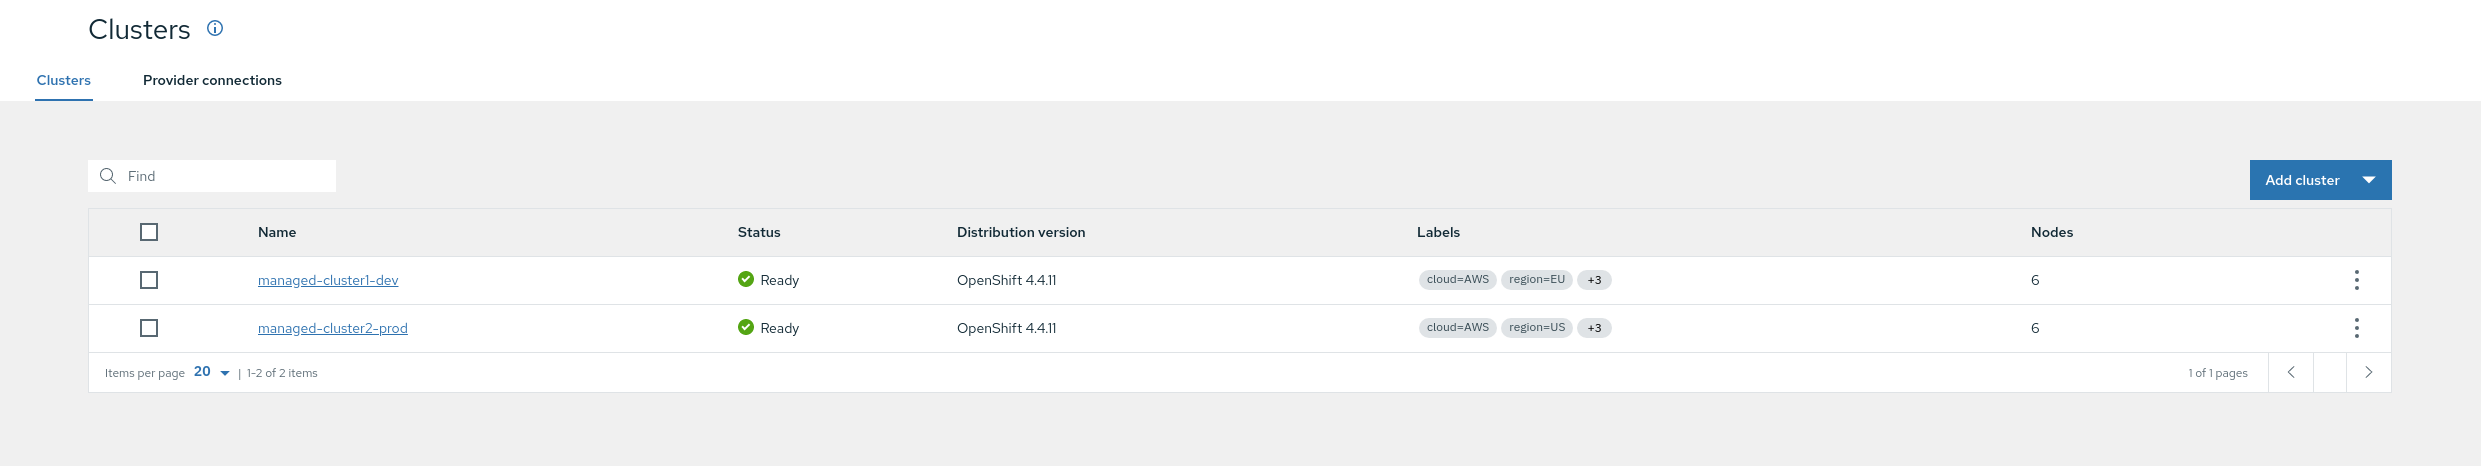 Clusters
Clusters Provider connections
Find
Add cluster
Name Status Distribution version Labels Nodes
managed-cluster1-dev Ready OpenShift 4.4.11 cloud=AWS region=EU +3 6
managed-cluster2-prod Ready OpenShift 4.4.11 cloud=AWS region=US +3 6
Items per page 20 | 1-2 of 2 items 1 of 1 pages